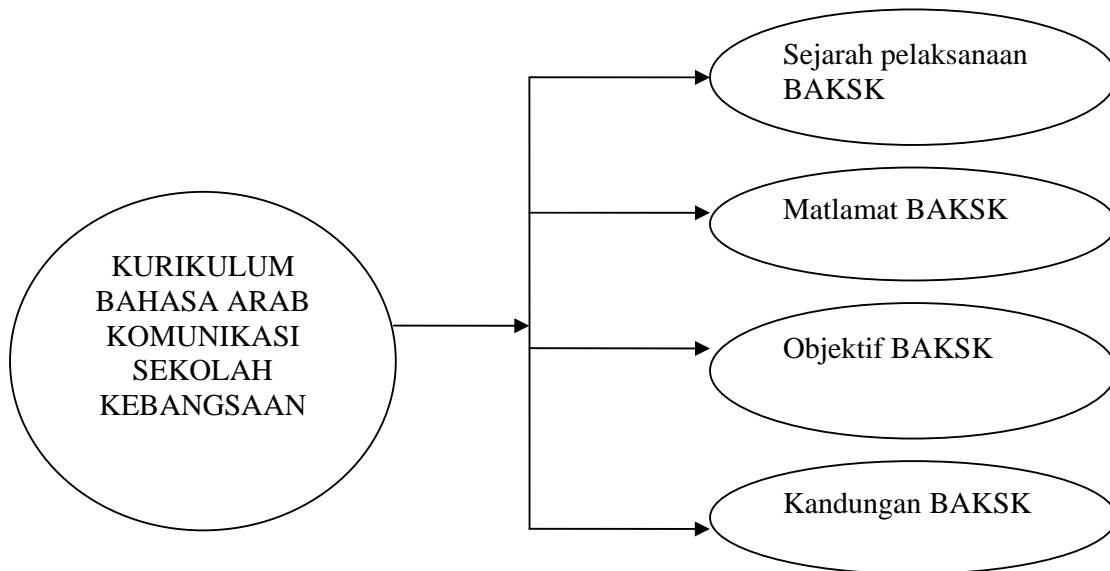 KURIKULUM
BAHASA ARAB
KOMUNIKASI
SEKOLAH
KEBANGSAAN
Sejarah pelaksanaan
BAKSK
Matlamat BAKSK
Objektif BAKSK
Kandungan BAKSK